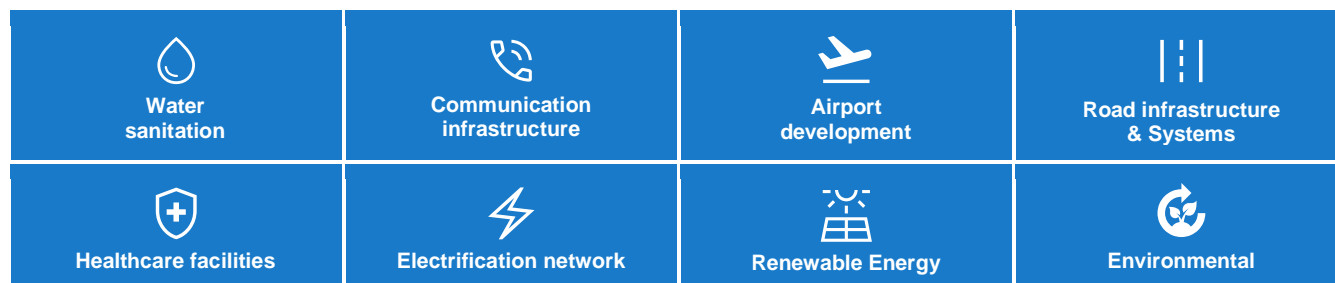 Water
sanitation
Communication
infrastructure
Airport
development
Road infrastructure
& Systems
Healthcare facilities
Electrification network
Renewable Energy
Environmental